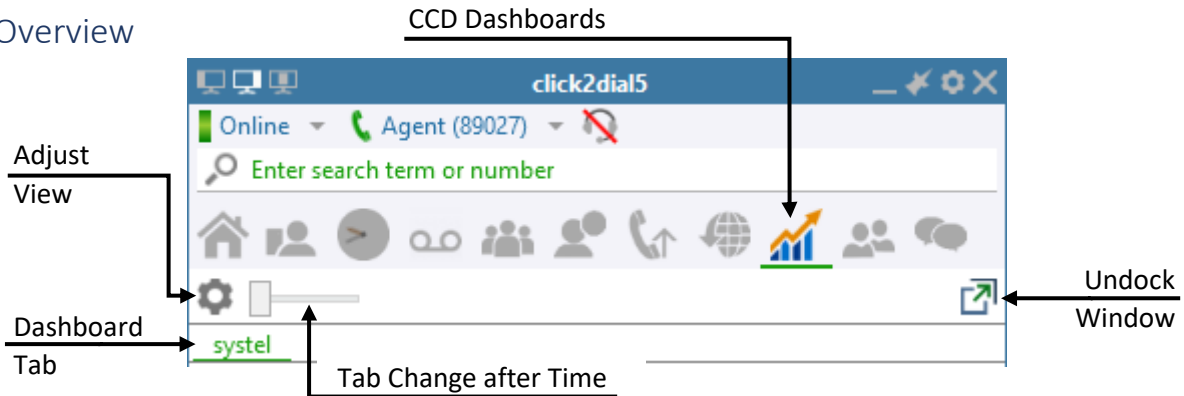 Overview
CCD Dashboards
click2dial5
Online
Agent (89027)
Adjust
View
Enter search term or number
Undock
Window
Dashboard
Tab
systel
Tab Change after Time